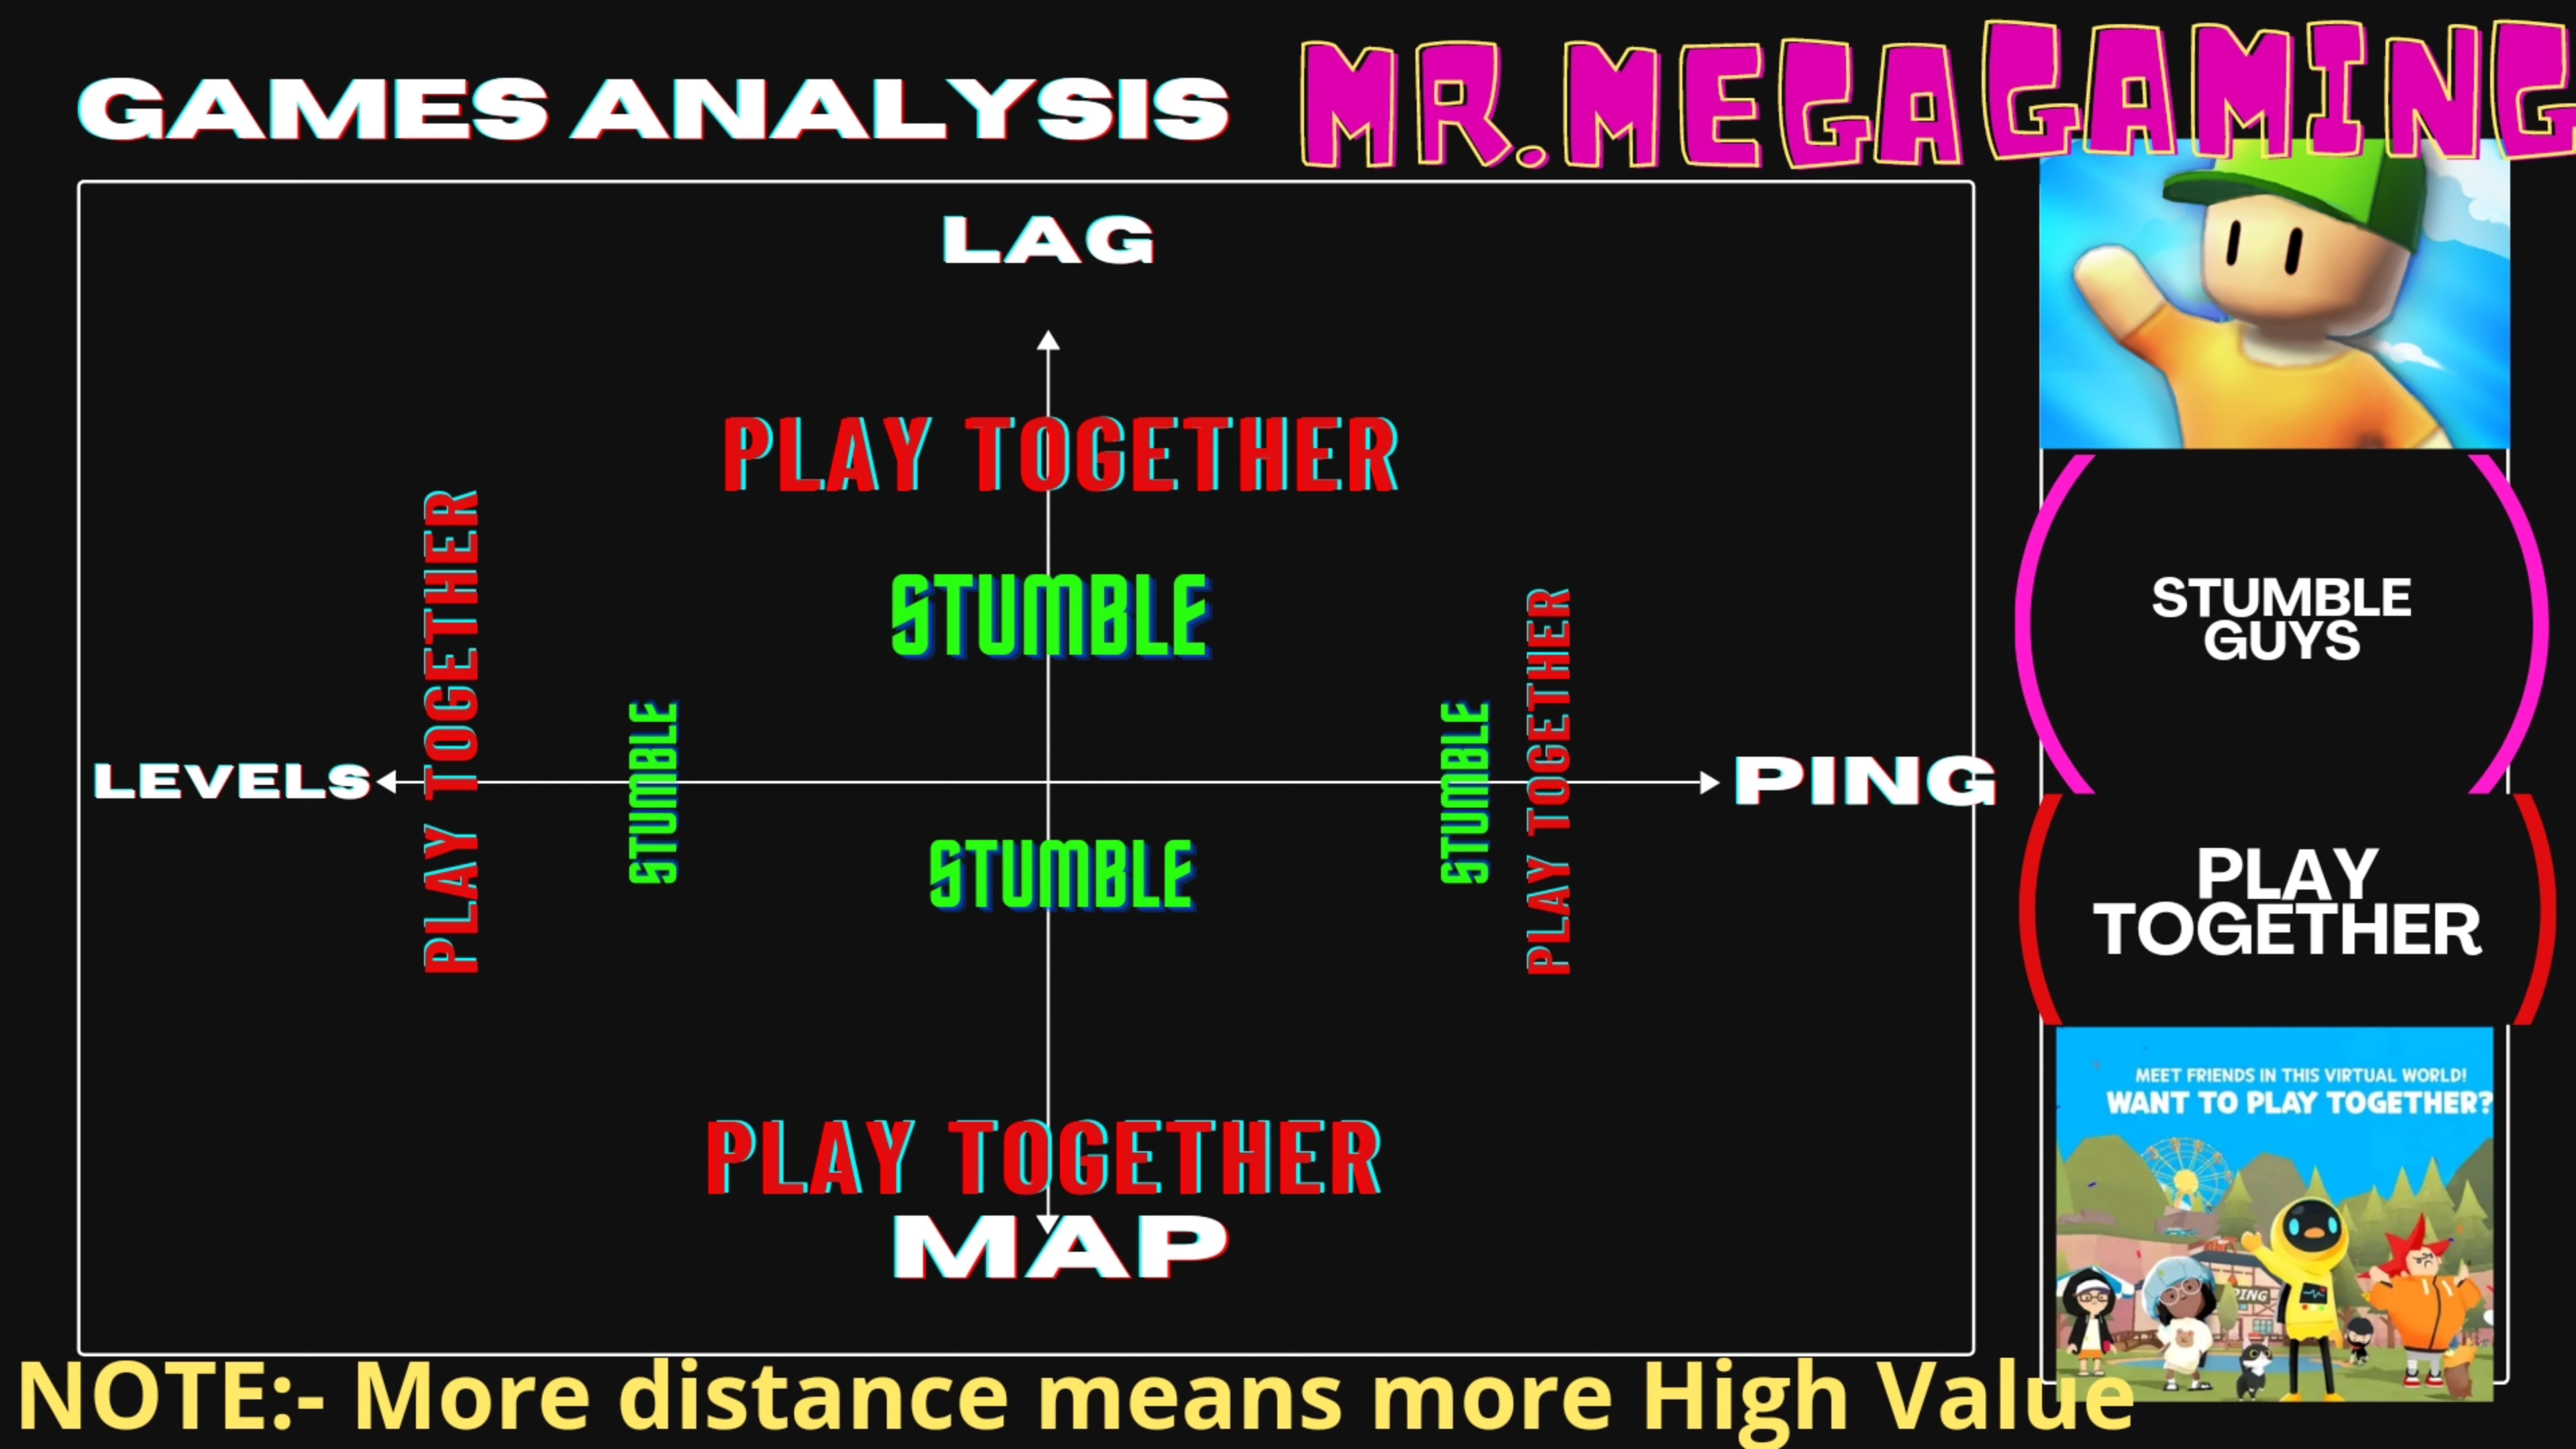 GAMES ANALYSIS
MR.MEGAGAMING
LAG
PLAY TOGETHER
STUMBLE
PLAY TOGETHER
STUMBLE
STUMBLE
PLAY TOGETHER
LEVELS
PING
STUMBLE
PLAY TOGETHER
MAP
STUMBLE
GUYS
PLAY
TOGETHER
MEET FRIENDS IN THIS VIRTUAL WORLD!
WANT TO PLAY TOGETHER?
PING
NOTE:- More distance means more High Value